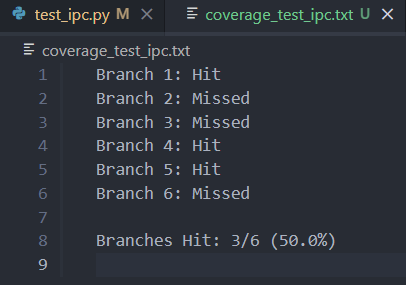 test_ipc.py M
coverage_test_ipc.txt U
coverage_test_ipc.txt
1 Branch 1: Hit
2 Branch 2: Missed
3 Branch 3: Missed
4 Branch 4: Hit
5 Branch 5: Hit
6 Branch 6: Missed
7
8 Branches Hit: 3/6 (50.0%)
9